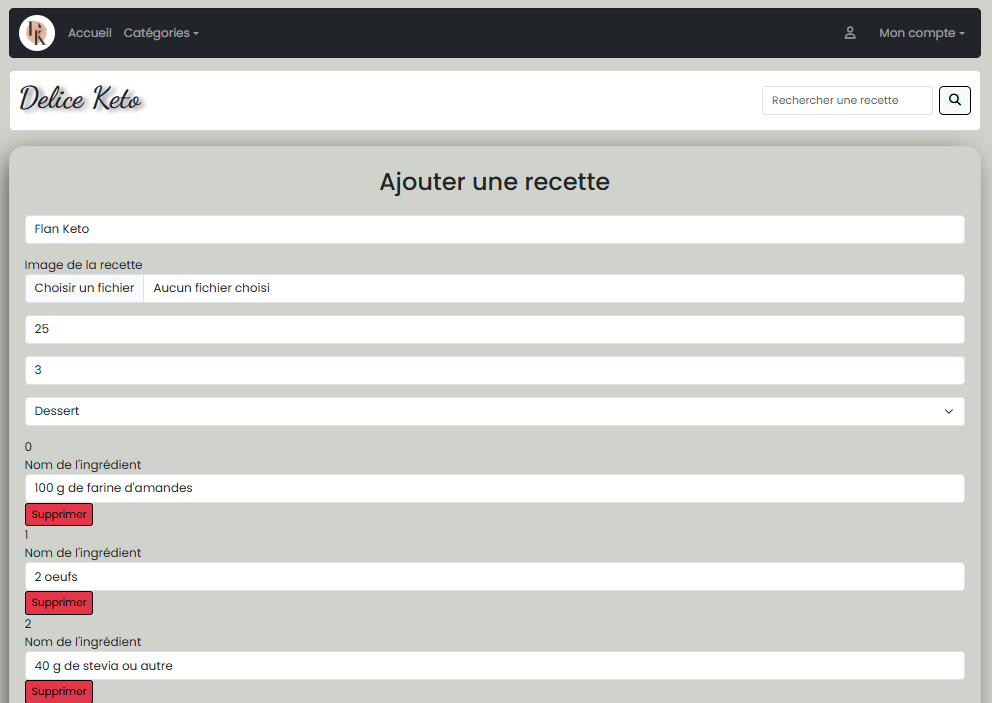 DK
Accueil Catégories Mon compte
Delice Keto
Rechercher une recette
Ajouter une recette
Flan Keto
Image de la recette
Choisir un fichier Aucun fichier choisi
25
3
Dessert
0
Nom de l'ingrédient
100 g de farine d'amandes
Supprimer
1
Nom de l'ingrédient
2 oeufs
Supprimer
2
Nom de l'ingrédient
40 g de stevia ou autre
Supprimer